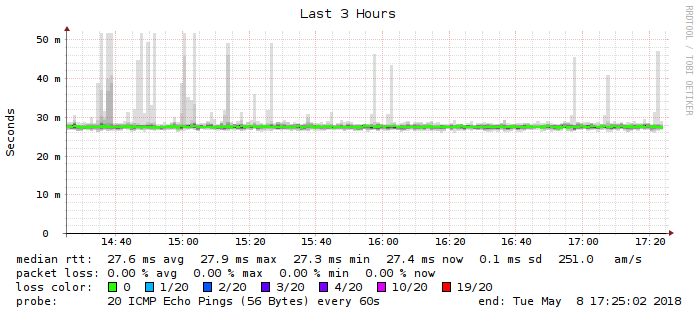 Last 3 Hours
RRDTOOL / TOBI OETIKER
Seconds
50 m
40 m
30 m
20 m
10 m
0
14:40 15:00 15:20 15:40 16:00 16:20 16:40 17:00 17:20
median rtt: 27.6 ms avg 27.9 ms max 27.3 ms min 27.4 ms now 0.1 ms sd 251.0 am/s
packet loss: 0.00 % avg 0.00 % max 0.00 % min 0.00 % now
loss color: 0 1/20 2/20 3/20 4/20 10/20 19/20
probe: 20 ICMP Echo Pings (56 Bytes) every 60s end: Tue May 8 17:25:02 2018